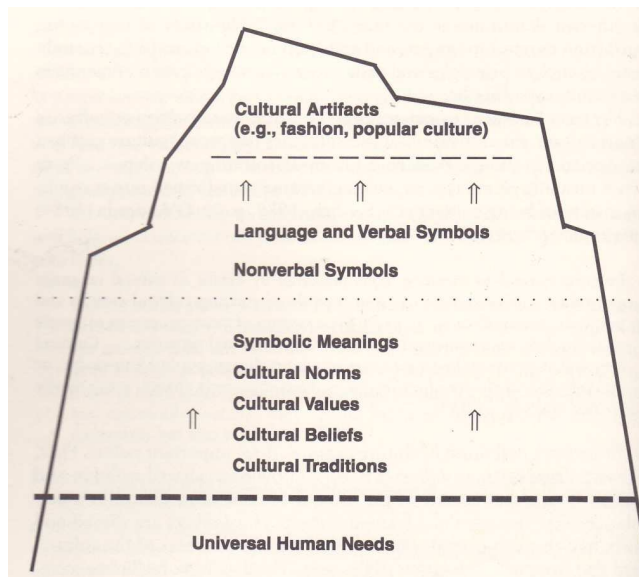 Cultural Artifacts
(e.g., fashion, popular culture)
Language and Verbal Symbols
Nonverbal Symbols
Symbolic Meanings
Cultural Norms
Cultural Values
Cultural Beliefs
Cultural Traditions
Universal Human Needs